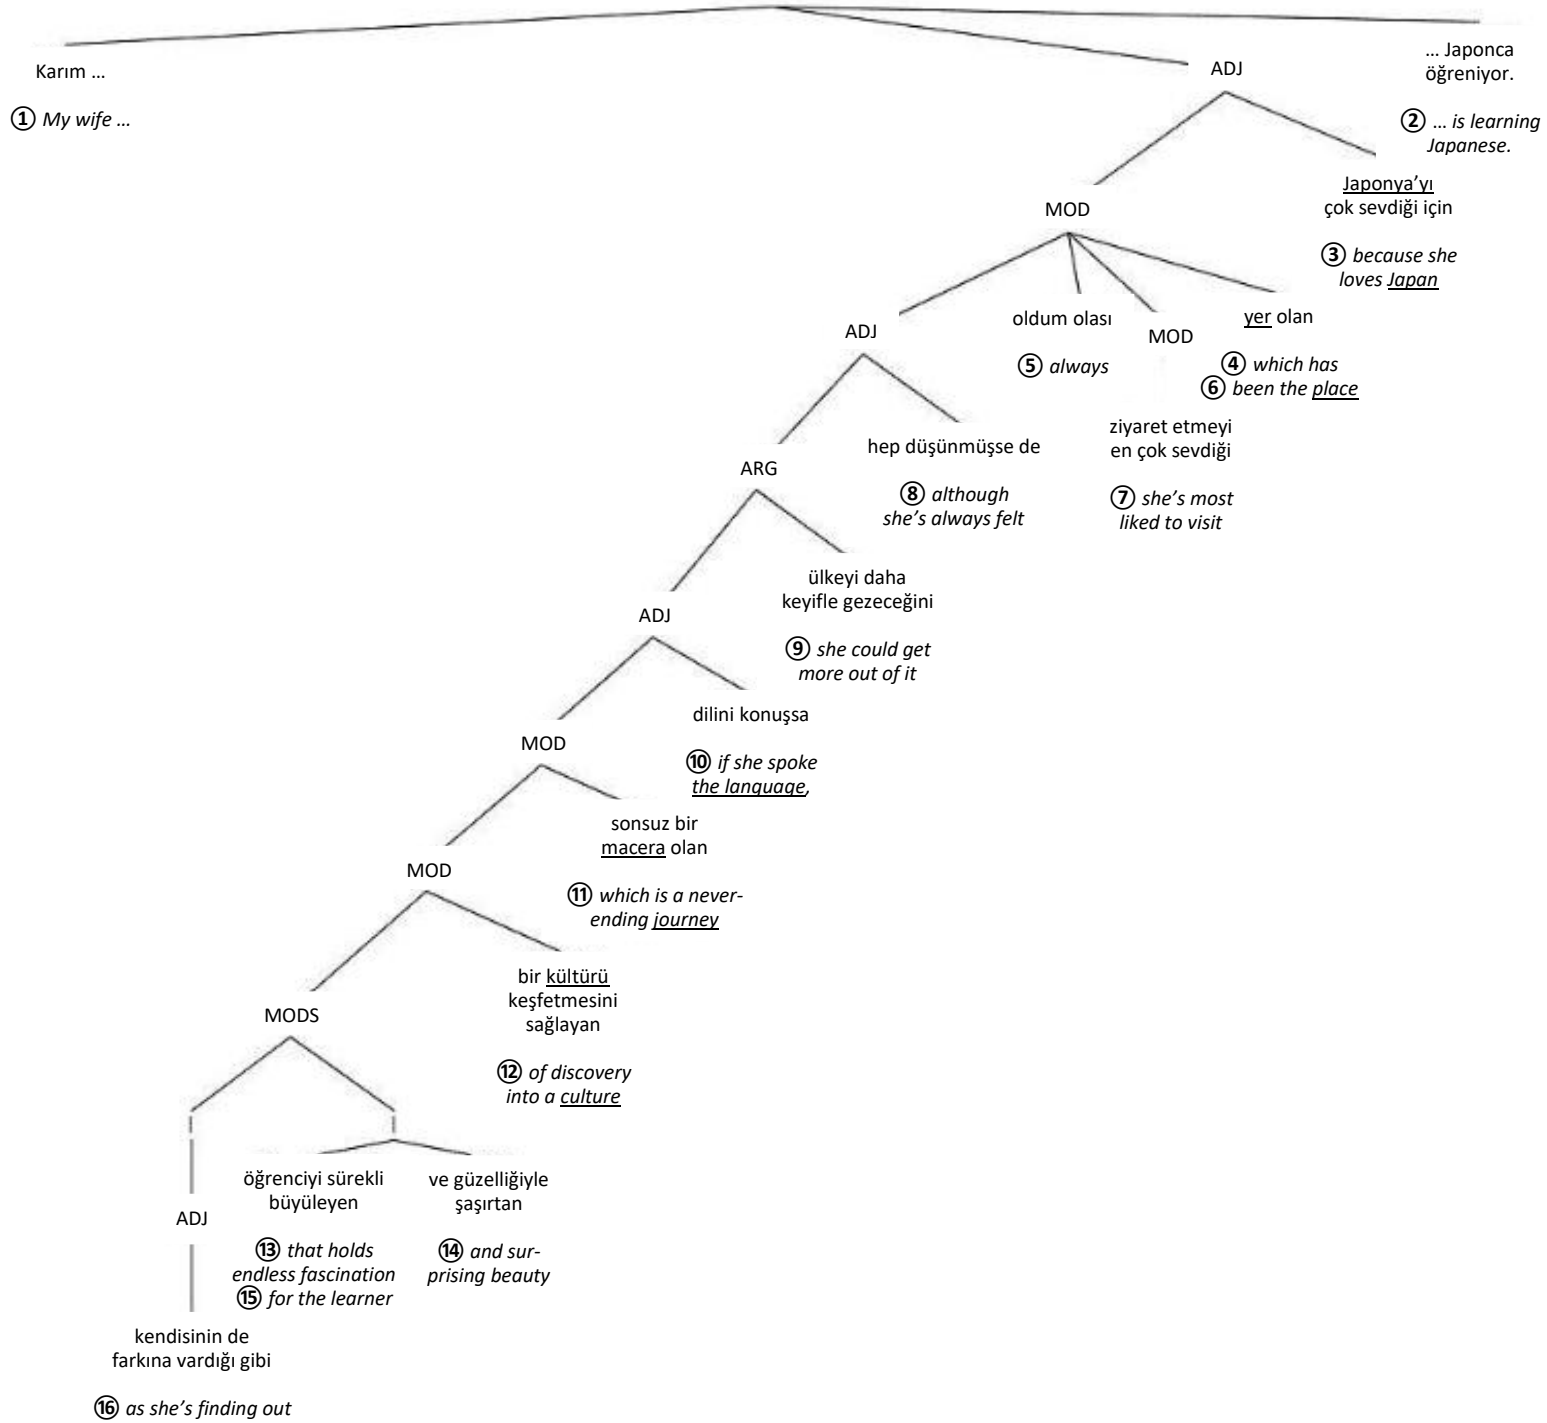 Karım ...
① My wife ...
ADJ
... Japonca
öğreniyor.
② ... is learning
Japanese.
MOD
Japonya’yı
çok sevdiği için
③ because she
loves Japan
ADJ
oldum olası
⑤ always
MOD
yer olan
④ which has
⑥ been the place
ARG
hep düşünmüşse de
⑧ although
she’s always felt
ziyaret etmeyi
en çok sevdiği
⑦ she’s most
liked to visit
ADJ
ülkeyi daha
keyifle gezeceğini
⑨ she could get
more out of it
MOD
dilini konuşsa
⑩ if she spoke
the language,
MOD
sonsuz bir
macera olan
⑪ which is a never-
ending journey
MODS
bir kültürü
keşfetmesini
sağlayan
⑫ of discovery
into a culture
ADJ
öğrenciyi sürekli
büyüleyen
⑬ that holds
endless fascination
⑮ for the learner
ve güzelliğiyle
şaşırtan
⑭ and sur-
prising beauty
kendisinin de
farkına vardığı gibi
⑯ as she’s finding out